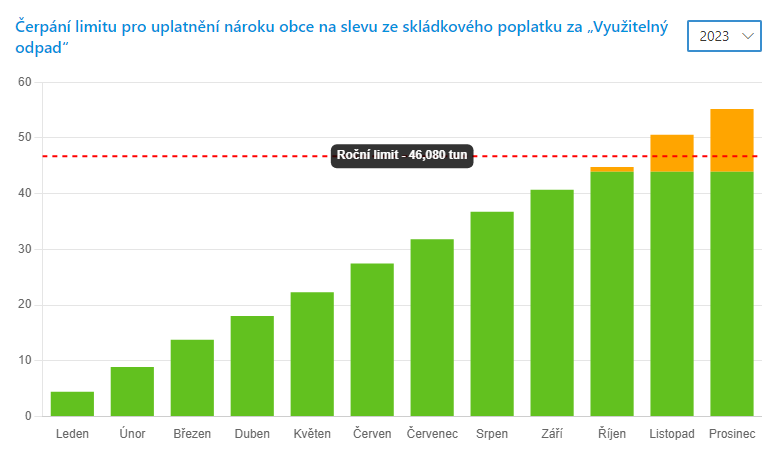 Čerpání limitu pro uplatnění nároku obce na slevu ze skládkového poplatku za „Využitelný
odpad“
2023
60
50
40
30
20
10
0
Roční limit - 46,080 tun
Leden
Únor
Březen
Duben
Květen
Červen
Červenec
Srpen
Září
Říjen
Listopad
Prosinec